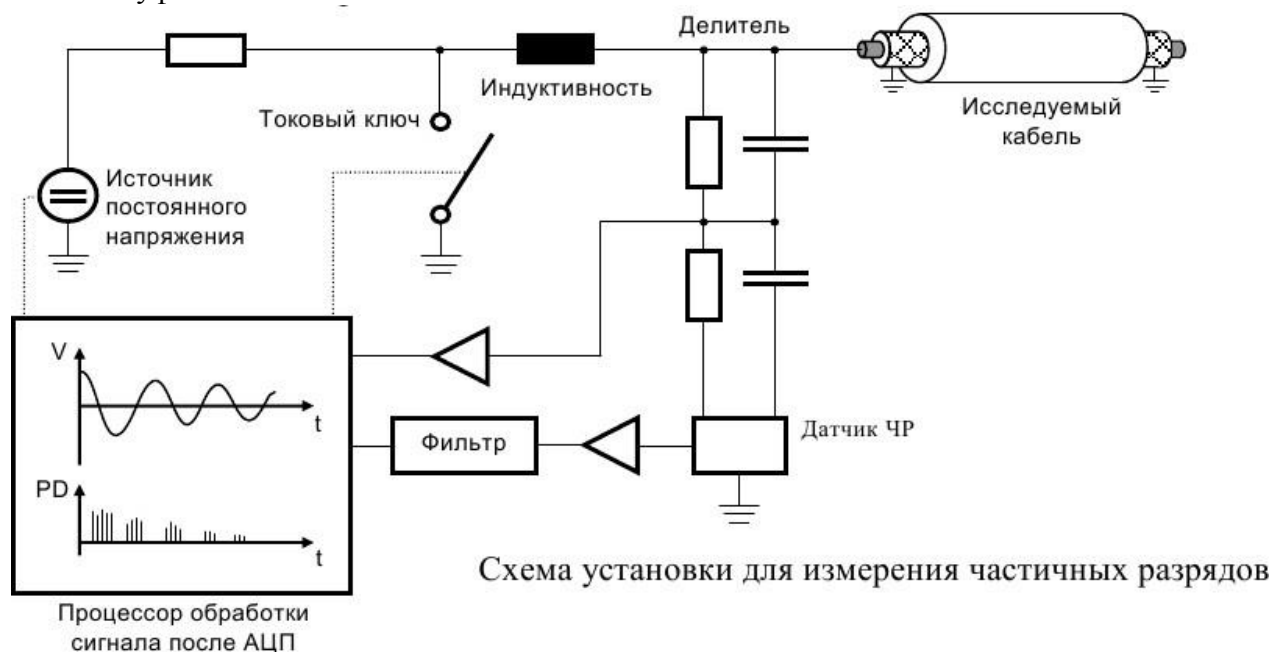 Делитель
Индуктивность
Токовый ключ
Исследуемый
кабель
Источник
постоянного
напряжения
V
t
Фильтр
Датчик ЧР
PD
t
Схема установки для измерения частичных разрядов
Процессор обработки
сигнала после АЦП